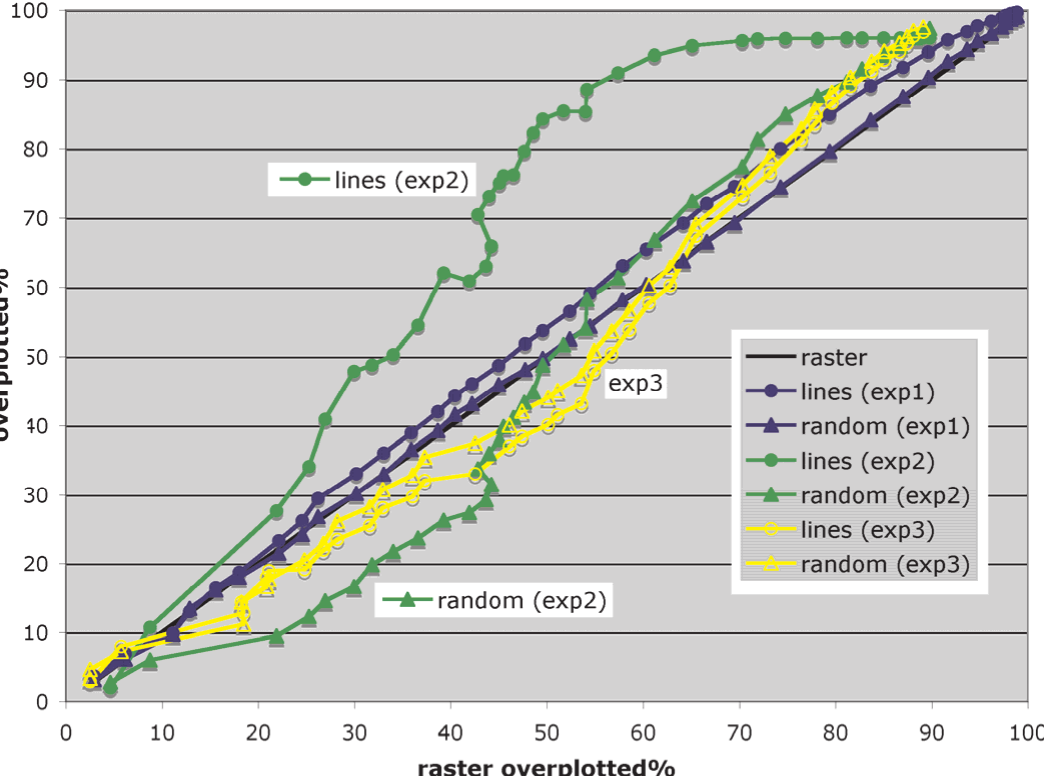 100
90
80
70
60
50
40
30
20
10
0
overplotted%
lines (exp2)
exp3
random (exp2)
raster
lines (exp1)
random (exp1)
lines (exp2)
random (exp2)
lines (exp3)
random (exp3)
0 10 20 30 40 50 60 70 80 90 100
raster overplotted%